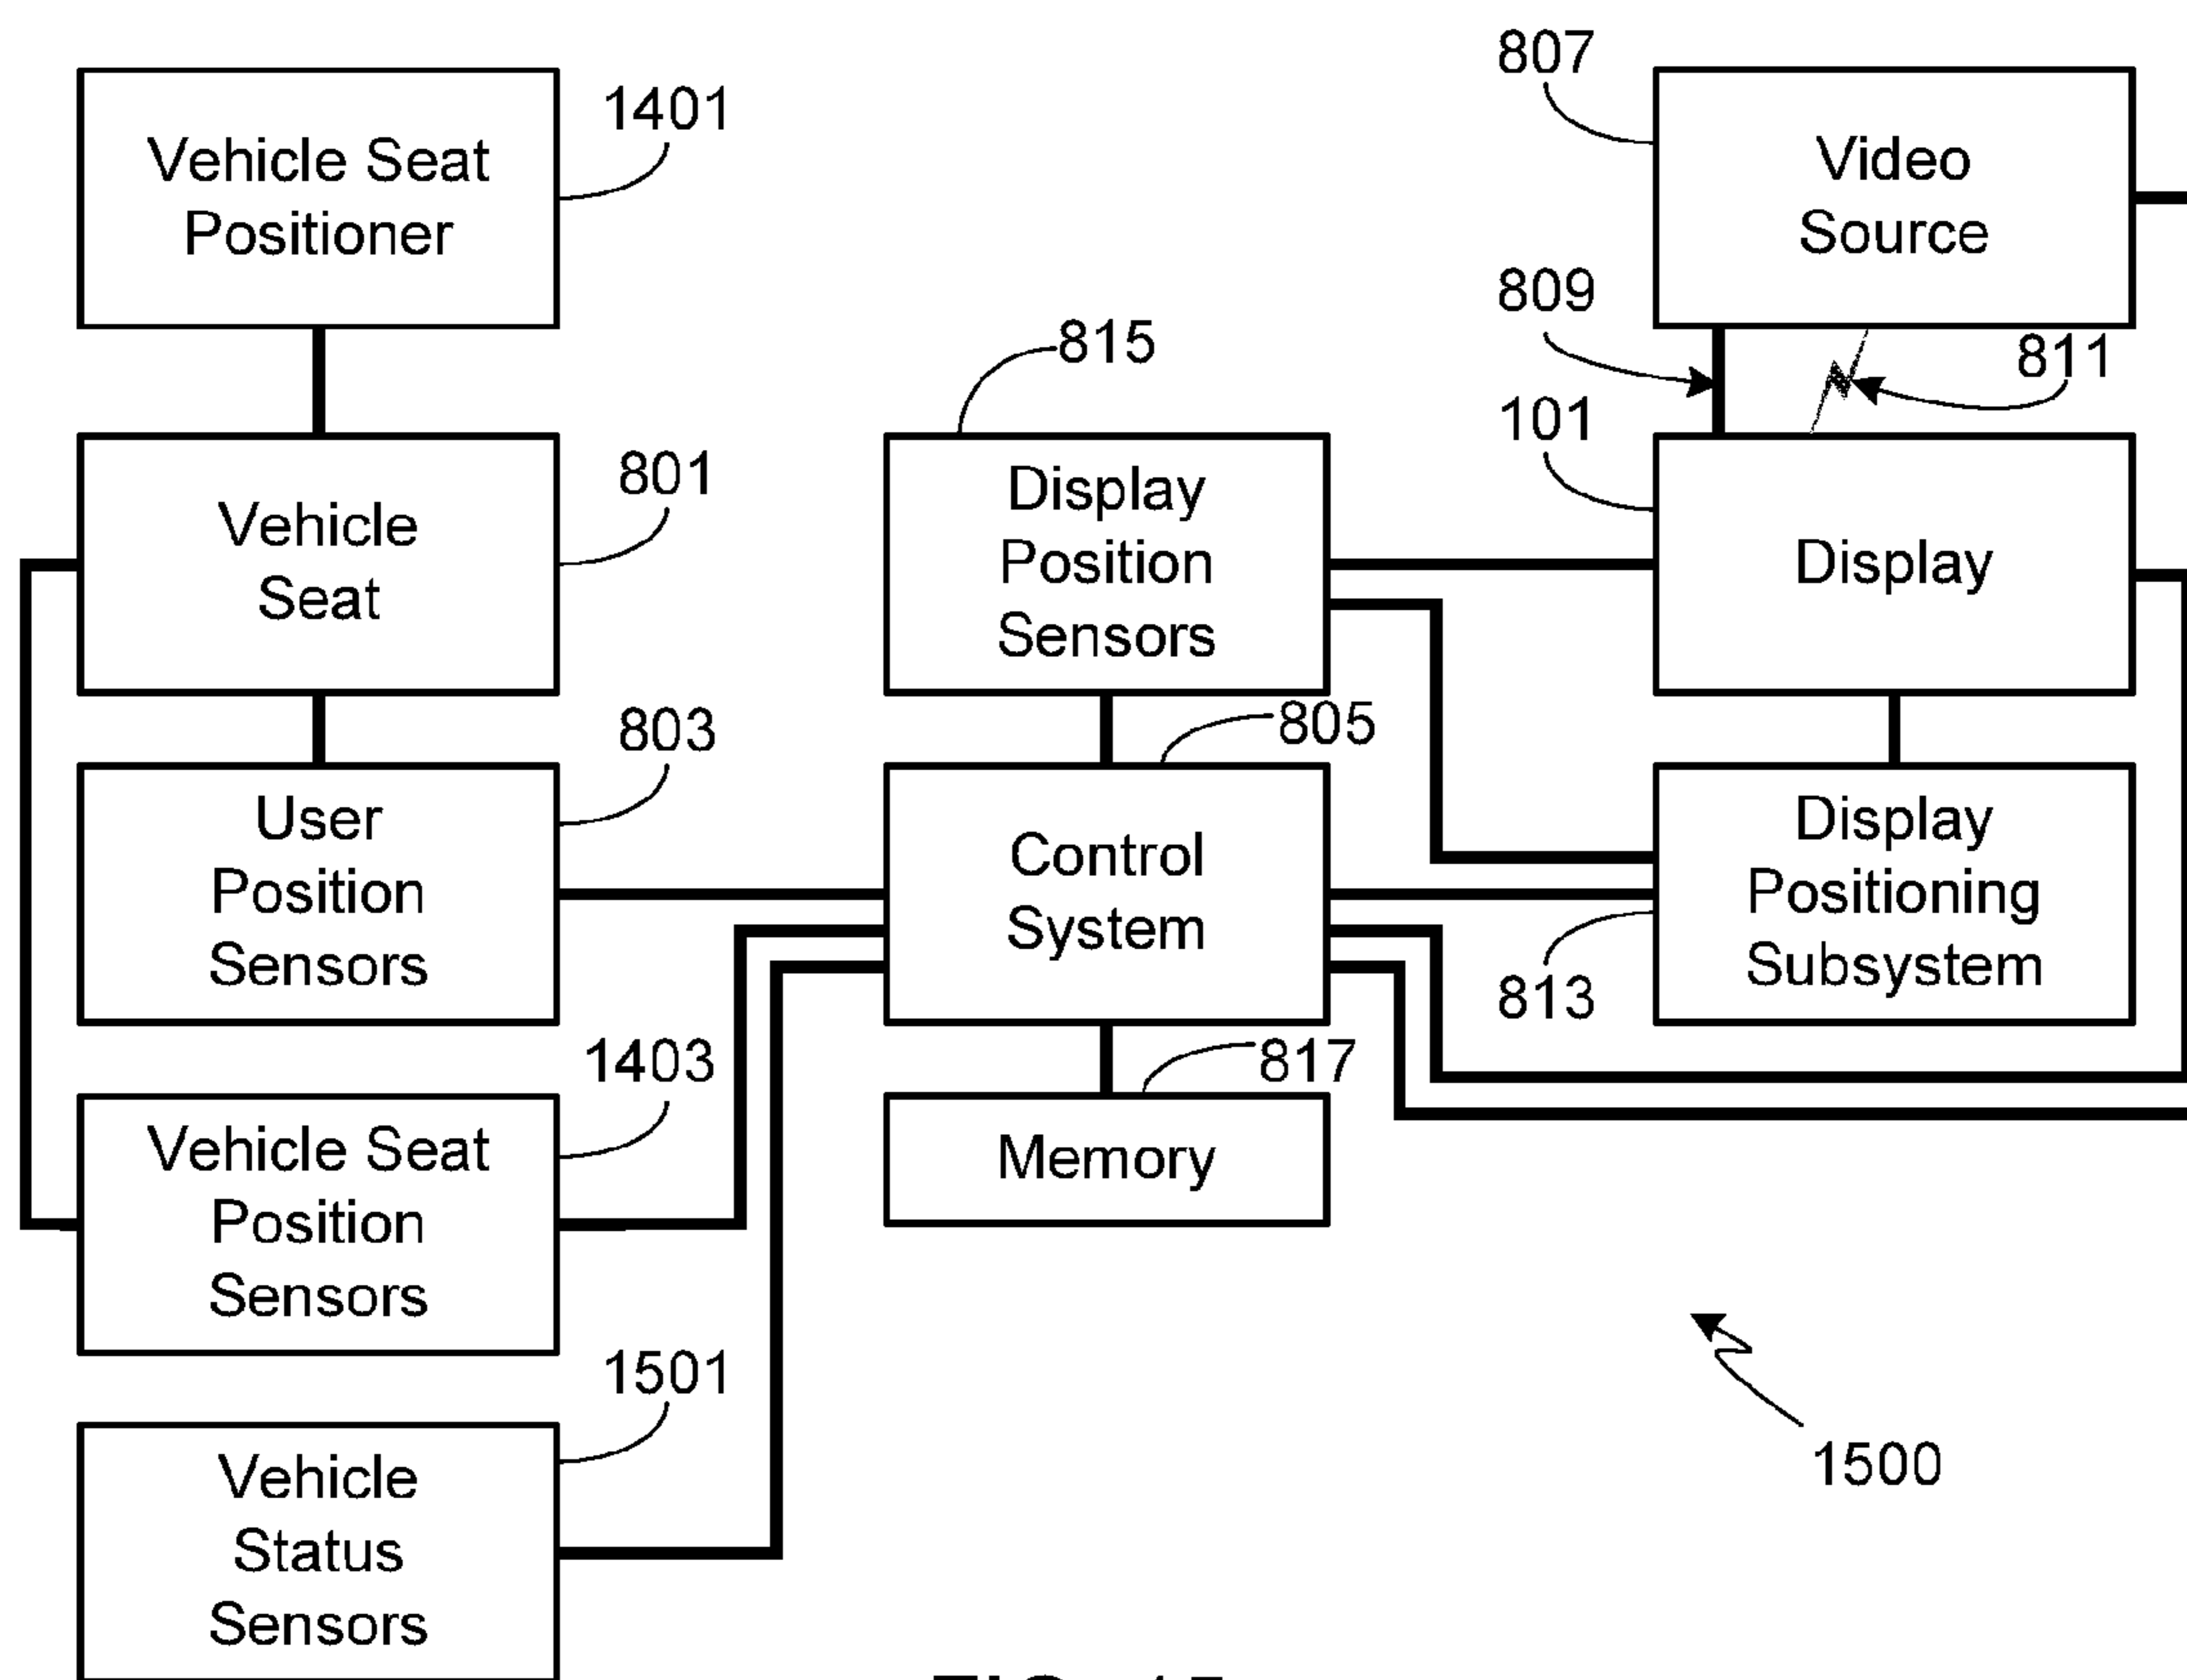 1401
Vehicle Seat
Positioner
807
Video
Source
809
811
815
101
801
Vehicle
Seat
Display
Position
Sensors
Display
803
805
User
Position
Sensors
Control
System
Display
Positioning
Subsystem
813
1403
817
Vehicle Seat
Position
Sensors
Memory
1501
Vehicle
Status
Sensors
1500